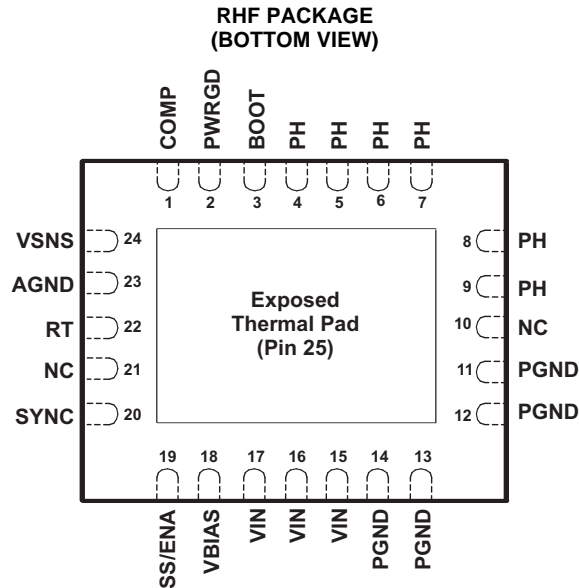 RHF PACKAGE
(BOTTOM VIEW)
COMP
PWRGD
BOOT
PH
PH
PH
PH
1
2
3
4
5
6
7
VSNS 24
AGND 23
RT 22
NC 21
SYNC 20
Exposed
Thermal Pad
(Pin 25)
8 PH
9 PH
10 NC
11 PGND
12 PGND
19
18
17
16
15
14
13
SS/ENA
VBIAS
VIN
VIN
VIN
PGND
PGND